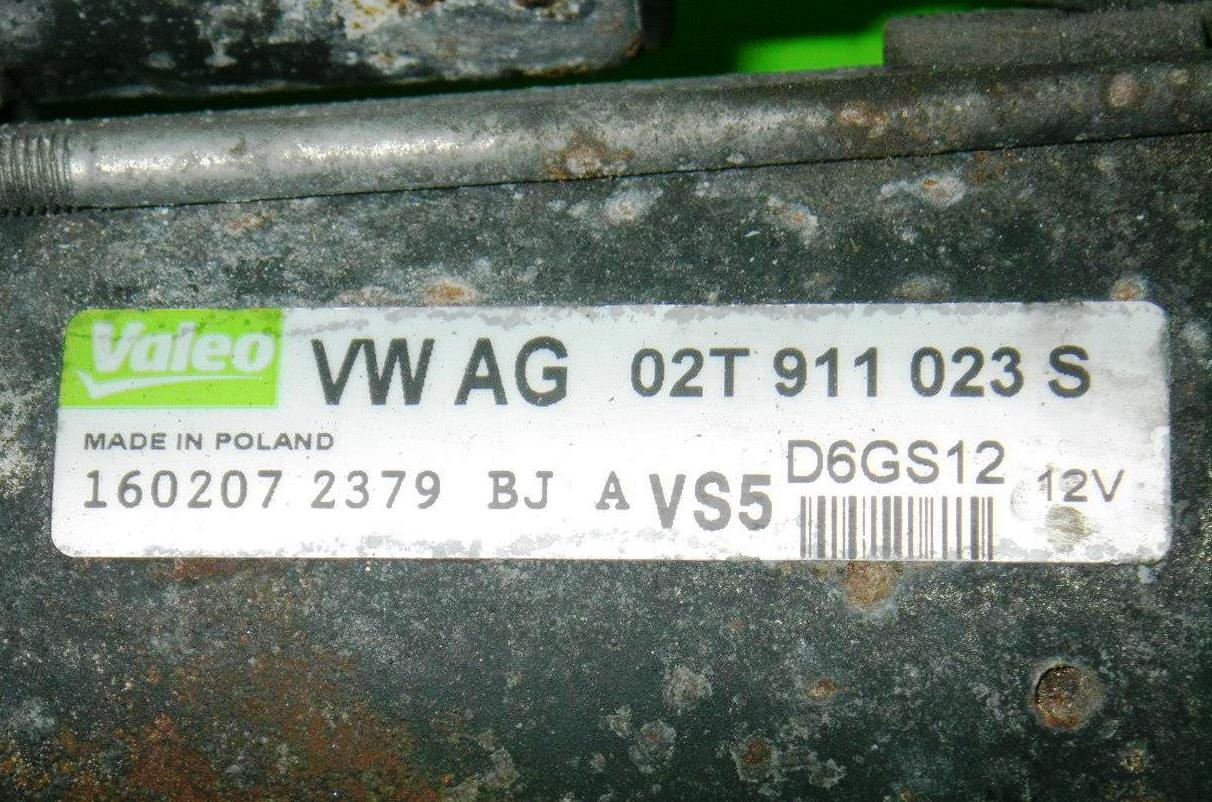 Valeo VW AG 02T 911 023 S
MADE IN POLAND
160207 2379 BJ A VS5 D6GS12 12V